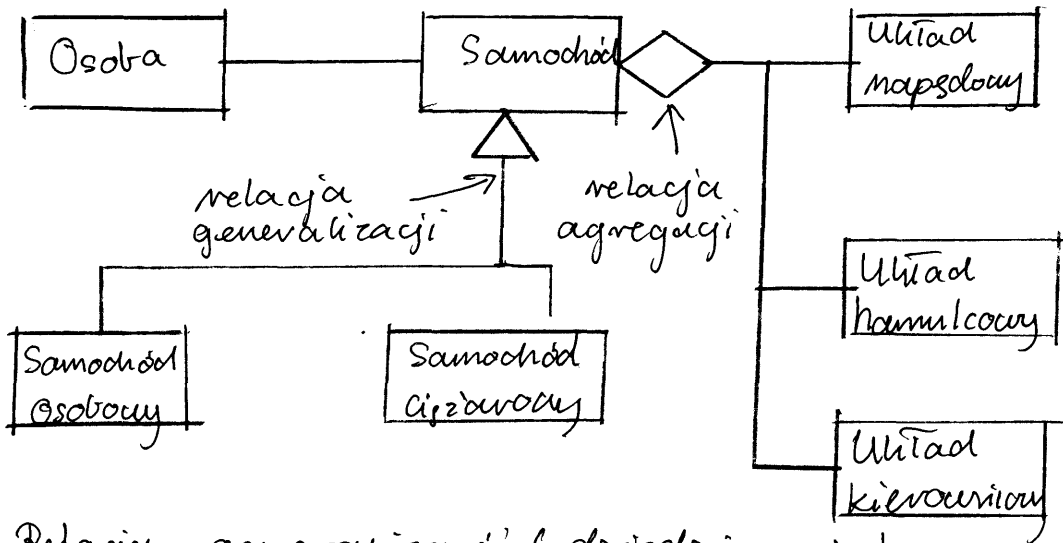 Osoba
Samochód
Układ
napędowy
relacja
generalizacji
relacja
agregacji
Układ
hamulcowy
Samochód
osobowy
Samochód
ciężarowy
Układ
kierowniczy